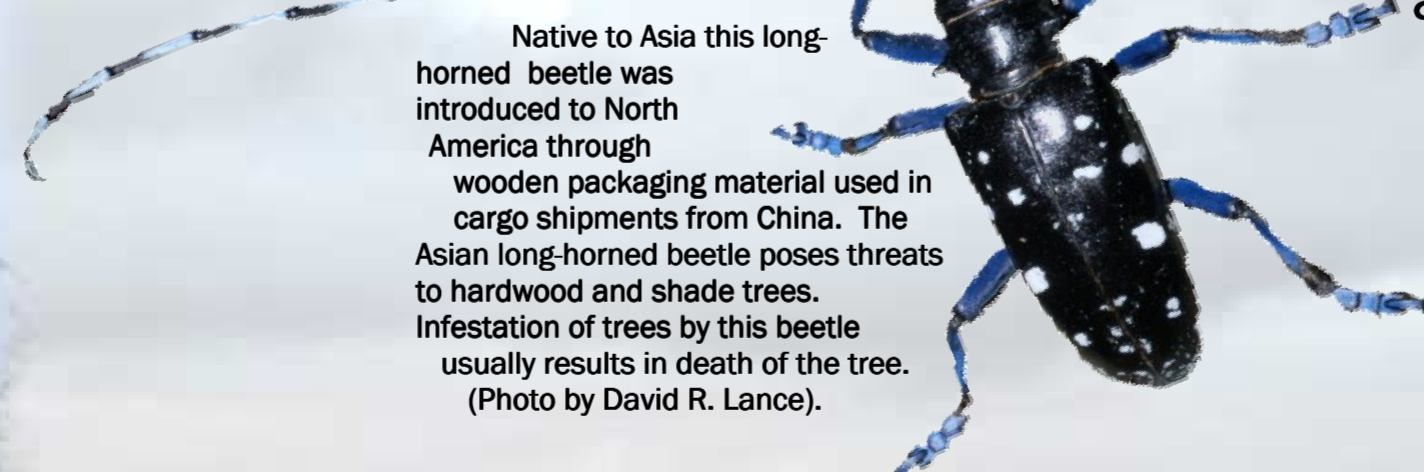 Native to Asia this long-
horned  beetle was
introduced to North
America through
wooden packaging material used in
cargo shipments from China.  The
Asian long-horned beetle poses threats
to hardwood and shade trees.
Infestation of trees by this beetle
usually results in death of the tree.
(Photo by David R. Lance).